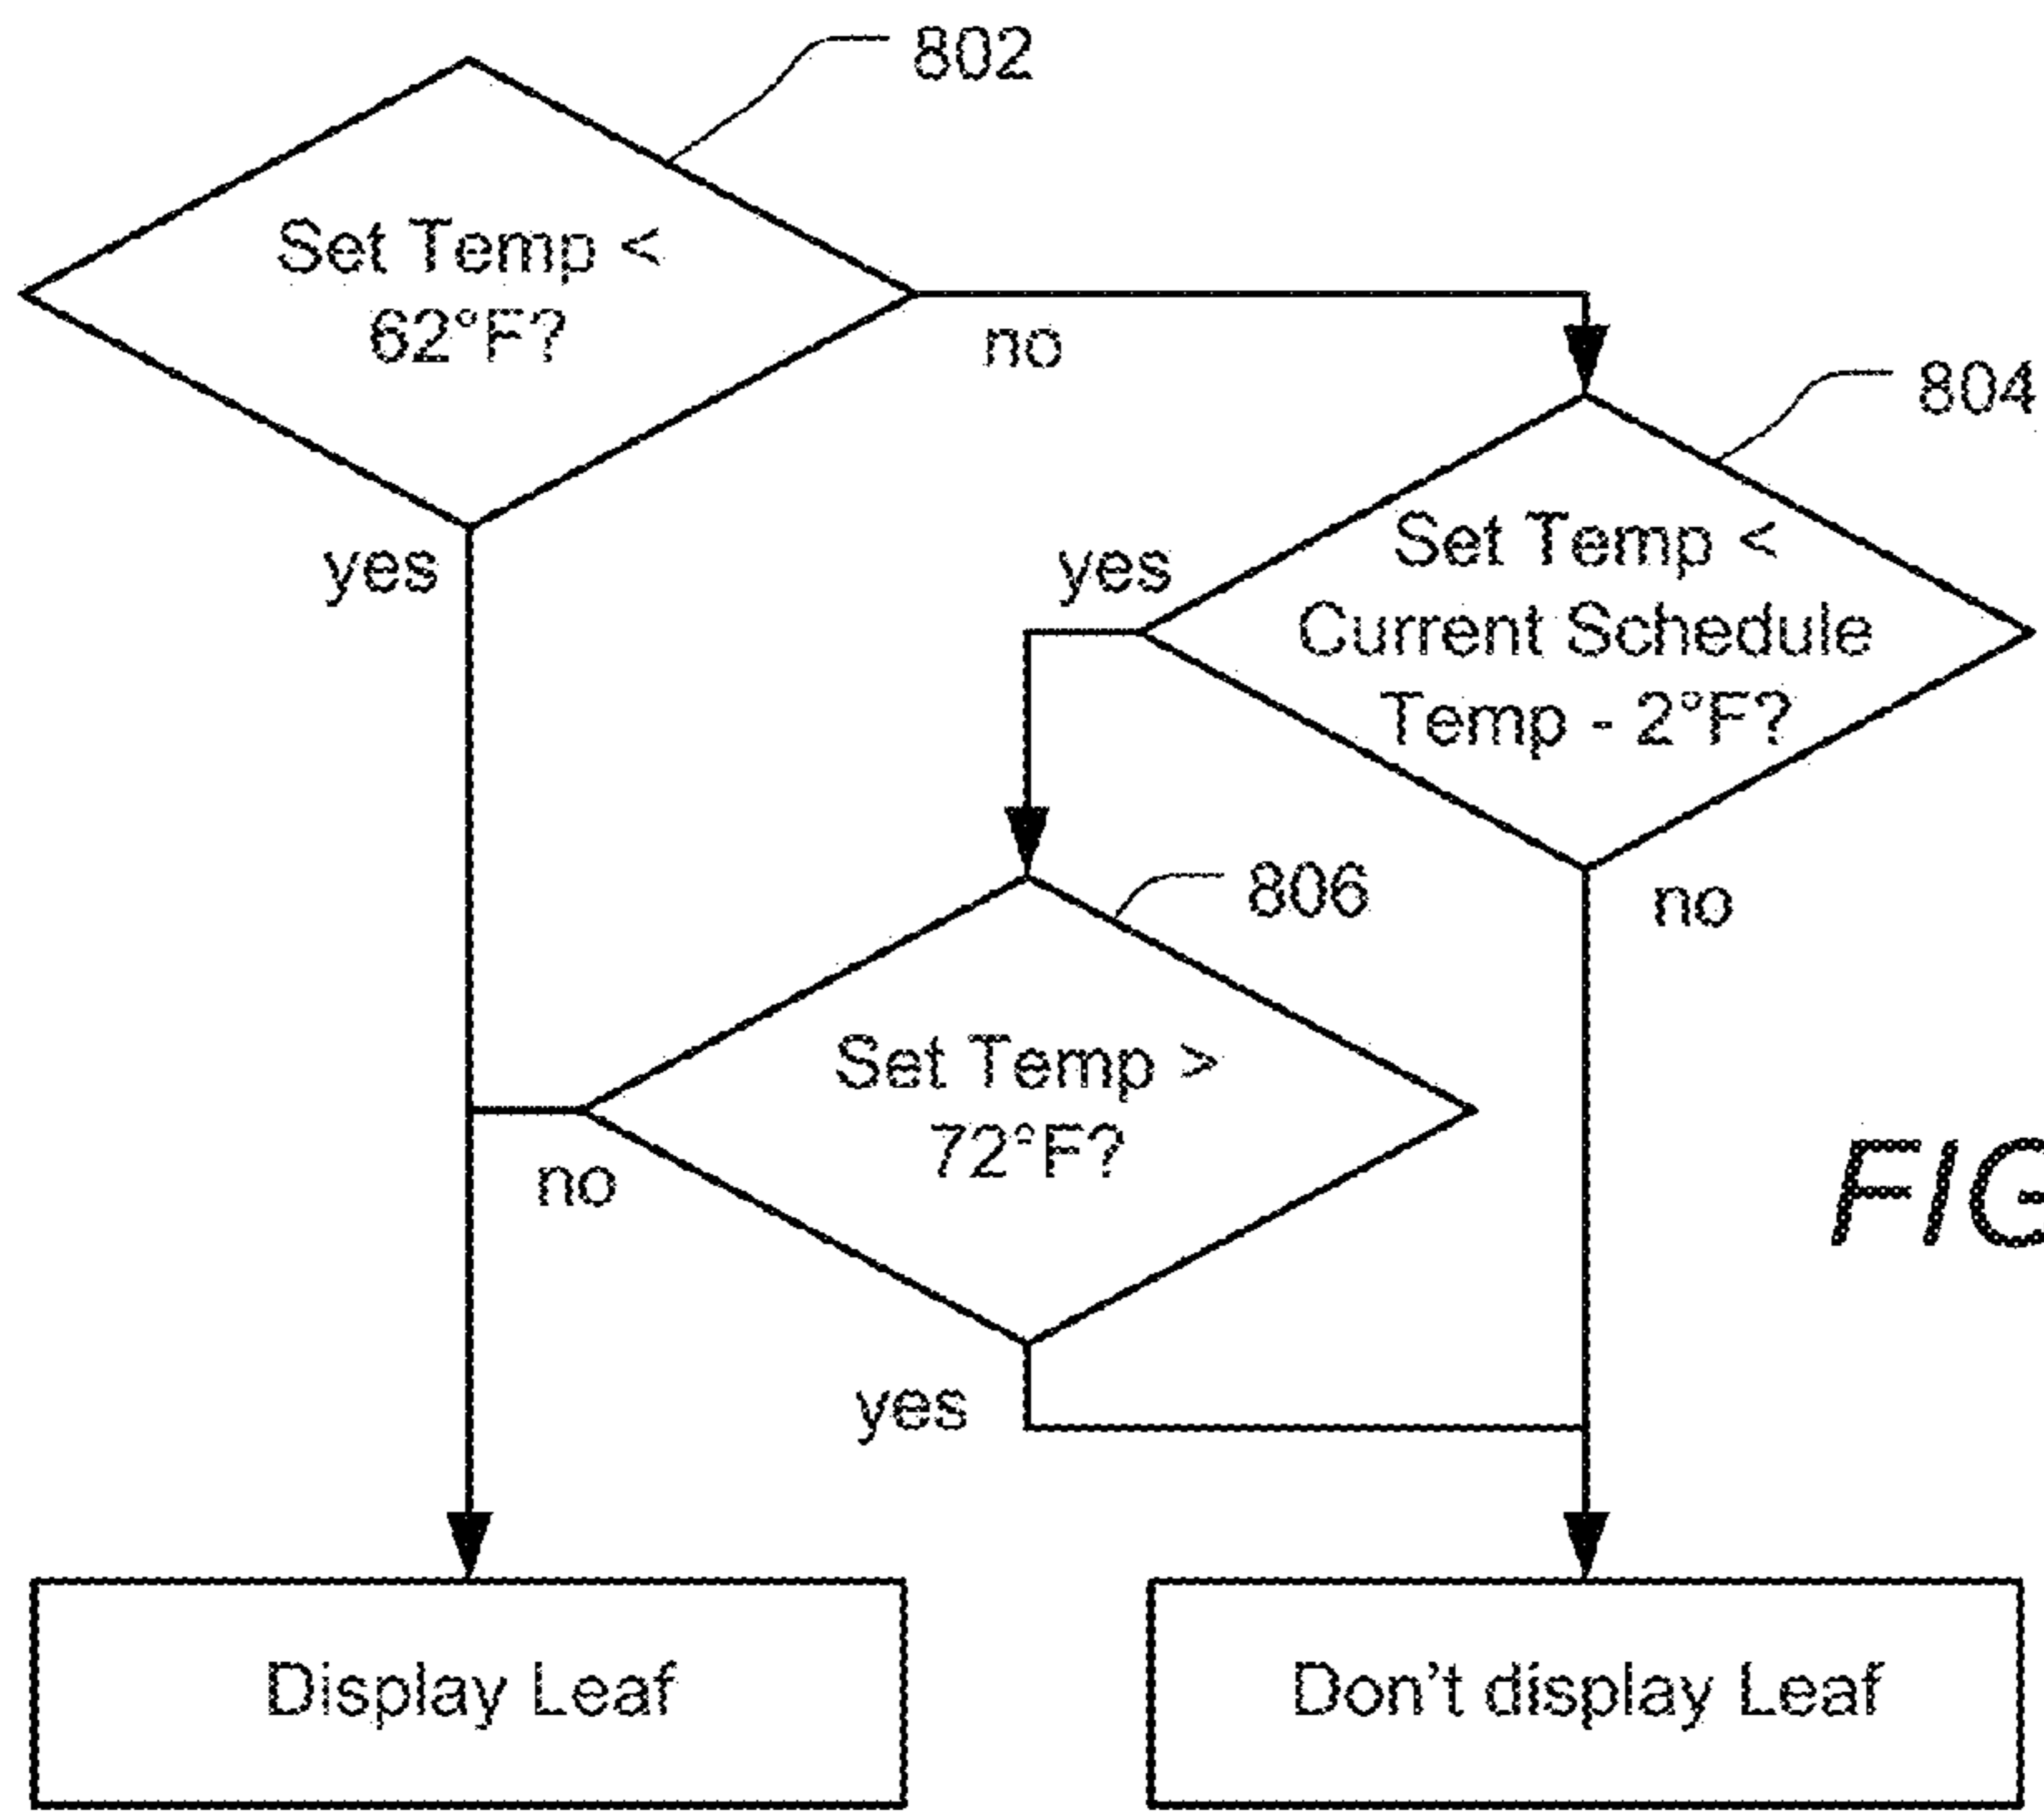 802
Set Temp <
62°F?
no
yes
804
Set Temp <
Current Schedule
Temp - 2°F?
yes
no
806
Set Temp >
72°F?
no
yes
FIG
Display Leaf
Don't display Leaf